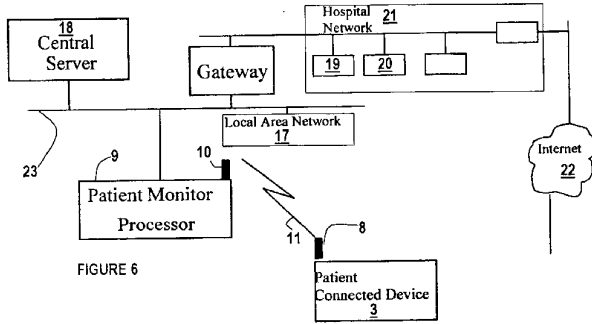 18
Central
Server
Gateway
Hospital 21
Network
19
20
Internet
22
Local Area Network
17
23
9
10
Patient Monitor
Processor
11
8
FIGURE 6
Patient
Connected Device
3